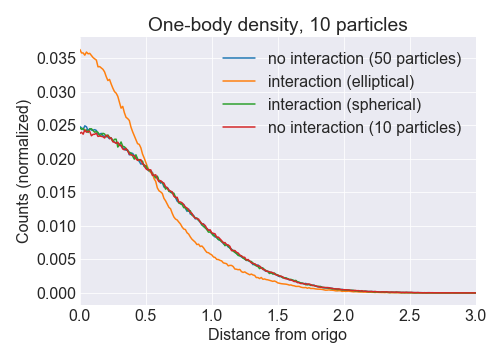 One-body density, 10 particles
Counts (normalized)
0.035
0.030
0.025
0.020
0.015
0.010
0.005
0.000
no interaction (50 particles)
interaction (elliptical)
interaction (spherical)
no interaction (10 particles)
0.0 0.5 1.0 1.5 2.0 2.5 3.0
Distance from origo